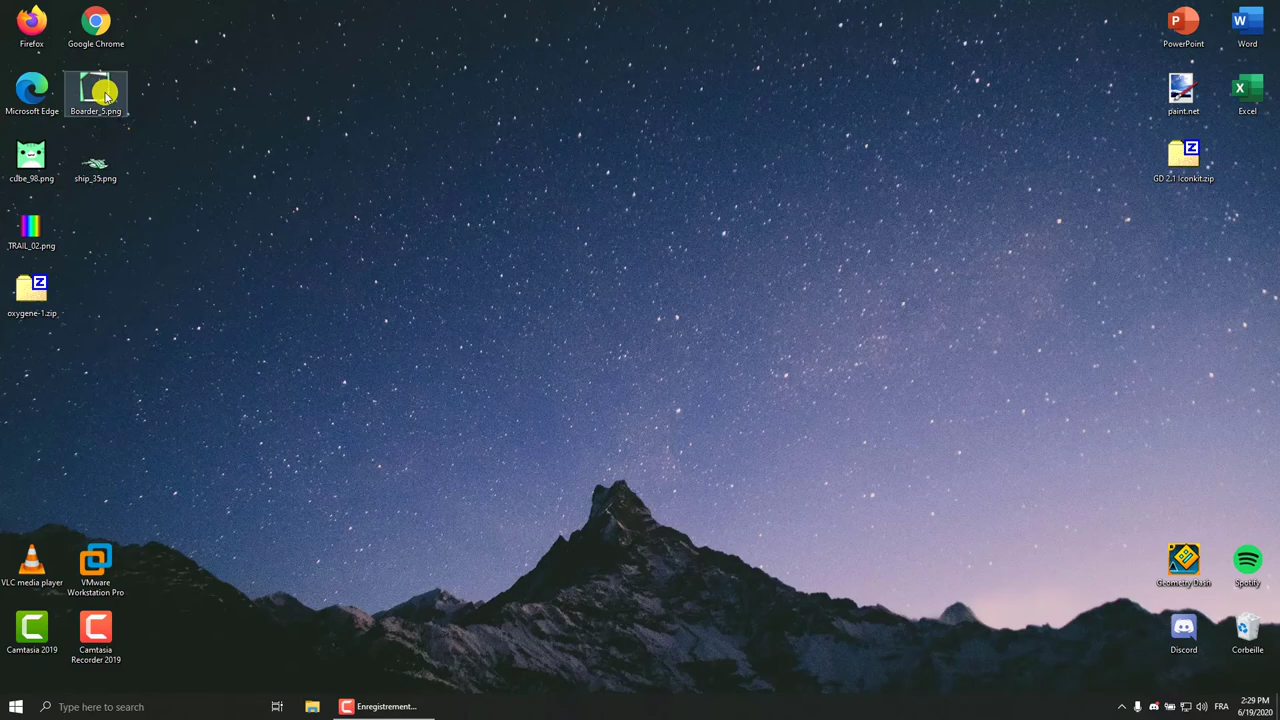 Firefox
Google Chrome
PowerPoint
Word
Microsoft Edge
Boarder_5.png
paint.net
Excel
cube_98.png
ship_35.png
GD 2.1 Iconkit.zip
TRAIL_02.png
oxygene-1.zip
VLC media player
VMware
Workstation Pro
Geometry Dash
Spotify
Camtasia 2019
Camtasia
Recorder 2019
Discord
Corbeille
Type here to search
Enregistrement...
FRA
2:29 PM
6/19/2020